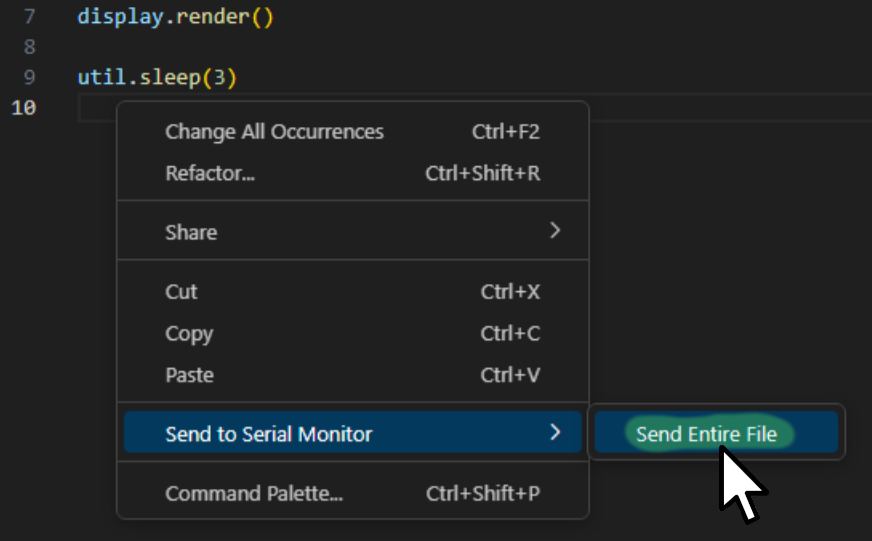 7 display.render()
8
9 util.sleep(3)
10
Change All Occurrences Ctrl+F2
Refactor... Ctrl+Shift+R
Share
Cut Ctrl+X
Copy Ctrl+C
Paste Ctrl+V
Send to Serial Monitor
Send Entire File
Command Palette... Ctrl+Shift+P